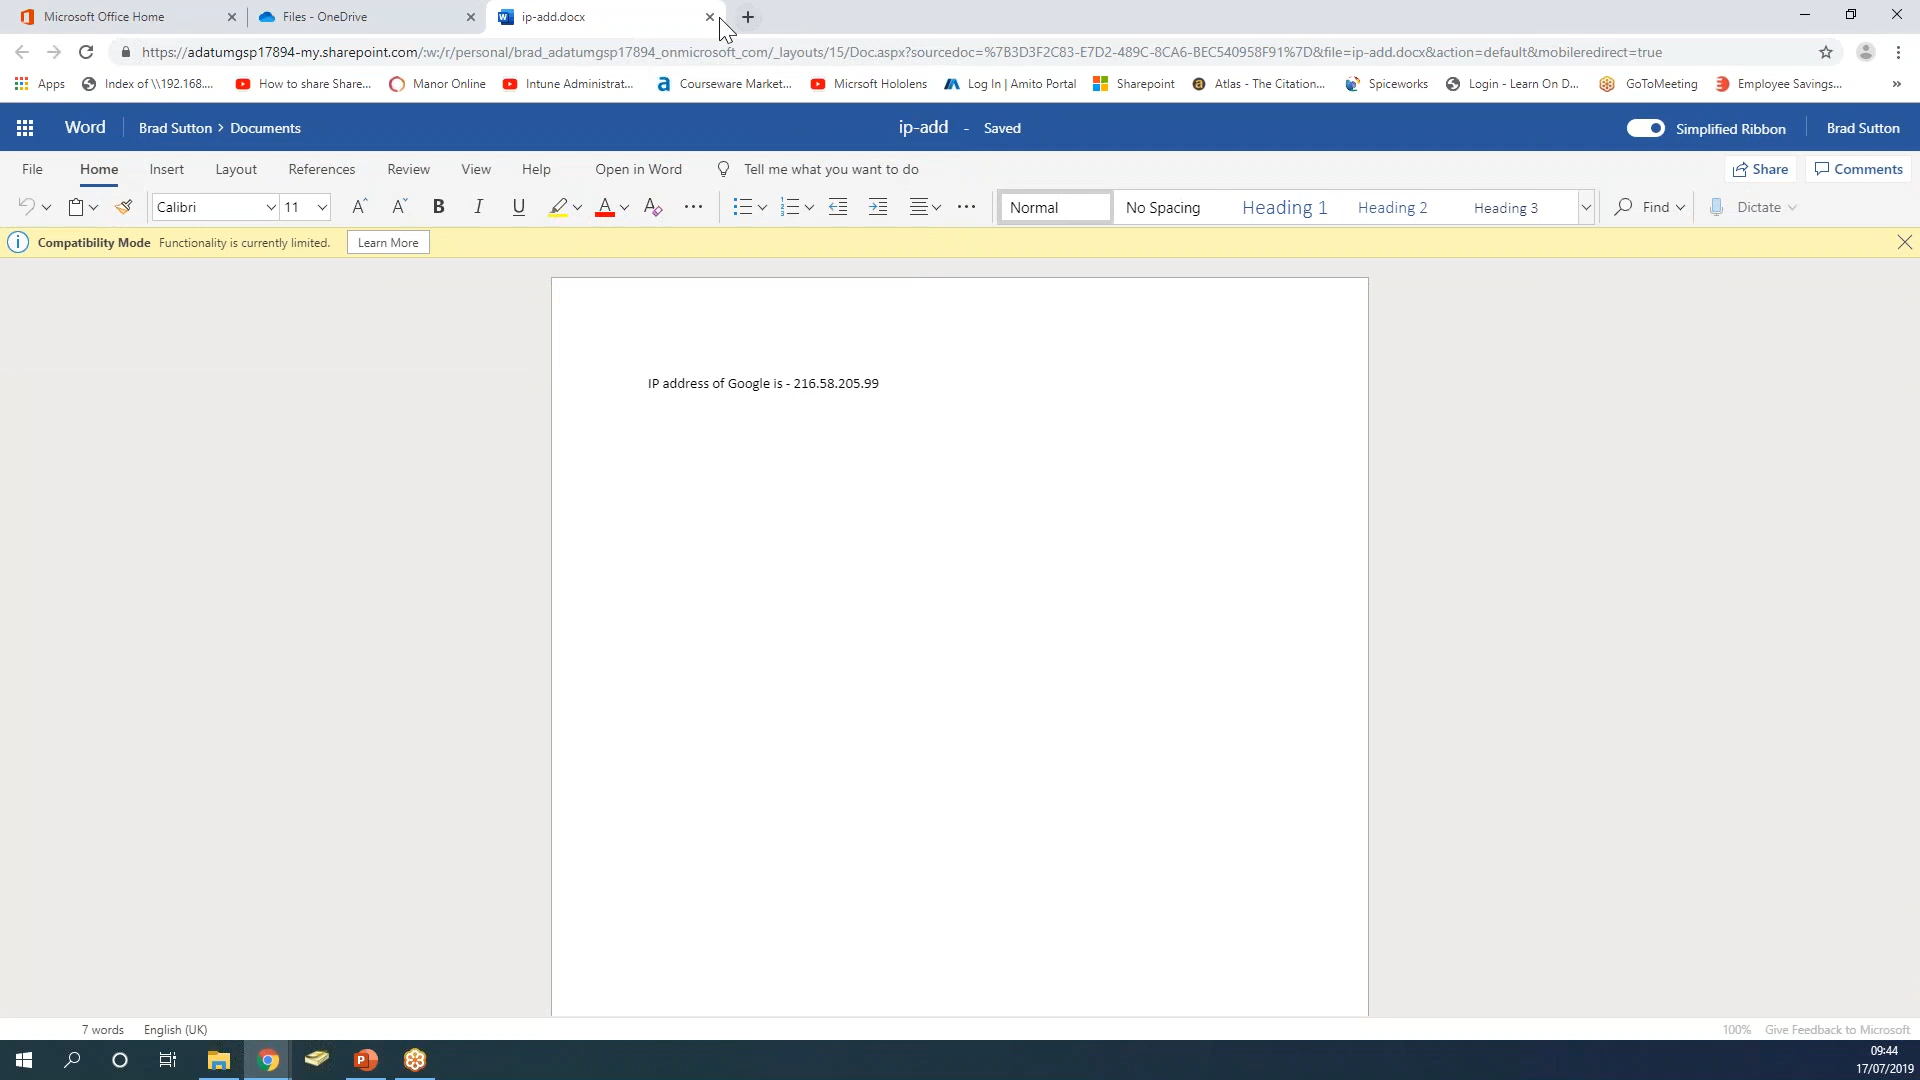 Microsoft Office Home
Files - OneDrive
ip-add.docx
https://adatumgsp17894-my.sharepoint.com/:w:/r/personal/brad_adatumgsp17894_onmicrosoft_com/_layouts/15/Doc.aspx?sourcedoc=%7B3D3F2C83-E7D2-489C-8CA6-BEC540958F91%7D&file=ip-add.docx&action=default&mobileredirect=true
Apps Index of \\192.168.... How to share Share... Manor Online Intune Administrat... Courseware Market... Micrsoft Hololens Log In | Amito Portal Sharepoint Atlas - The Citation... Spiceworks Login - Learn On D... GoToMeeting Employee Savings... »
Word Brad Sutton > Documents ip-add - Saved Simplified Ribbon Brad Sutton
File Home Insert Layout References Review View Help Open in Word Tell me what you want to do Share Comments
Calibri 11 A A B I U A A Normal No Spacing Heading 1 Heading 2 Heading 3 Find Dictate
Compatibility Mode Functionality is currently limited. Learn More
IP address of Google is - 216.58.205.99
7 words English (UK) 100% Give Feedback to Microsoft
09:44
17/07/2019